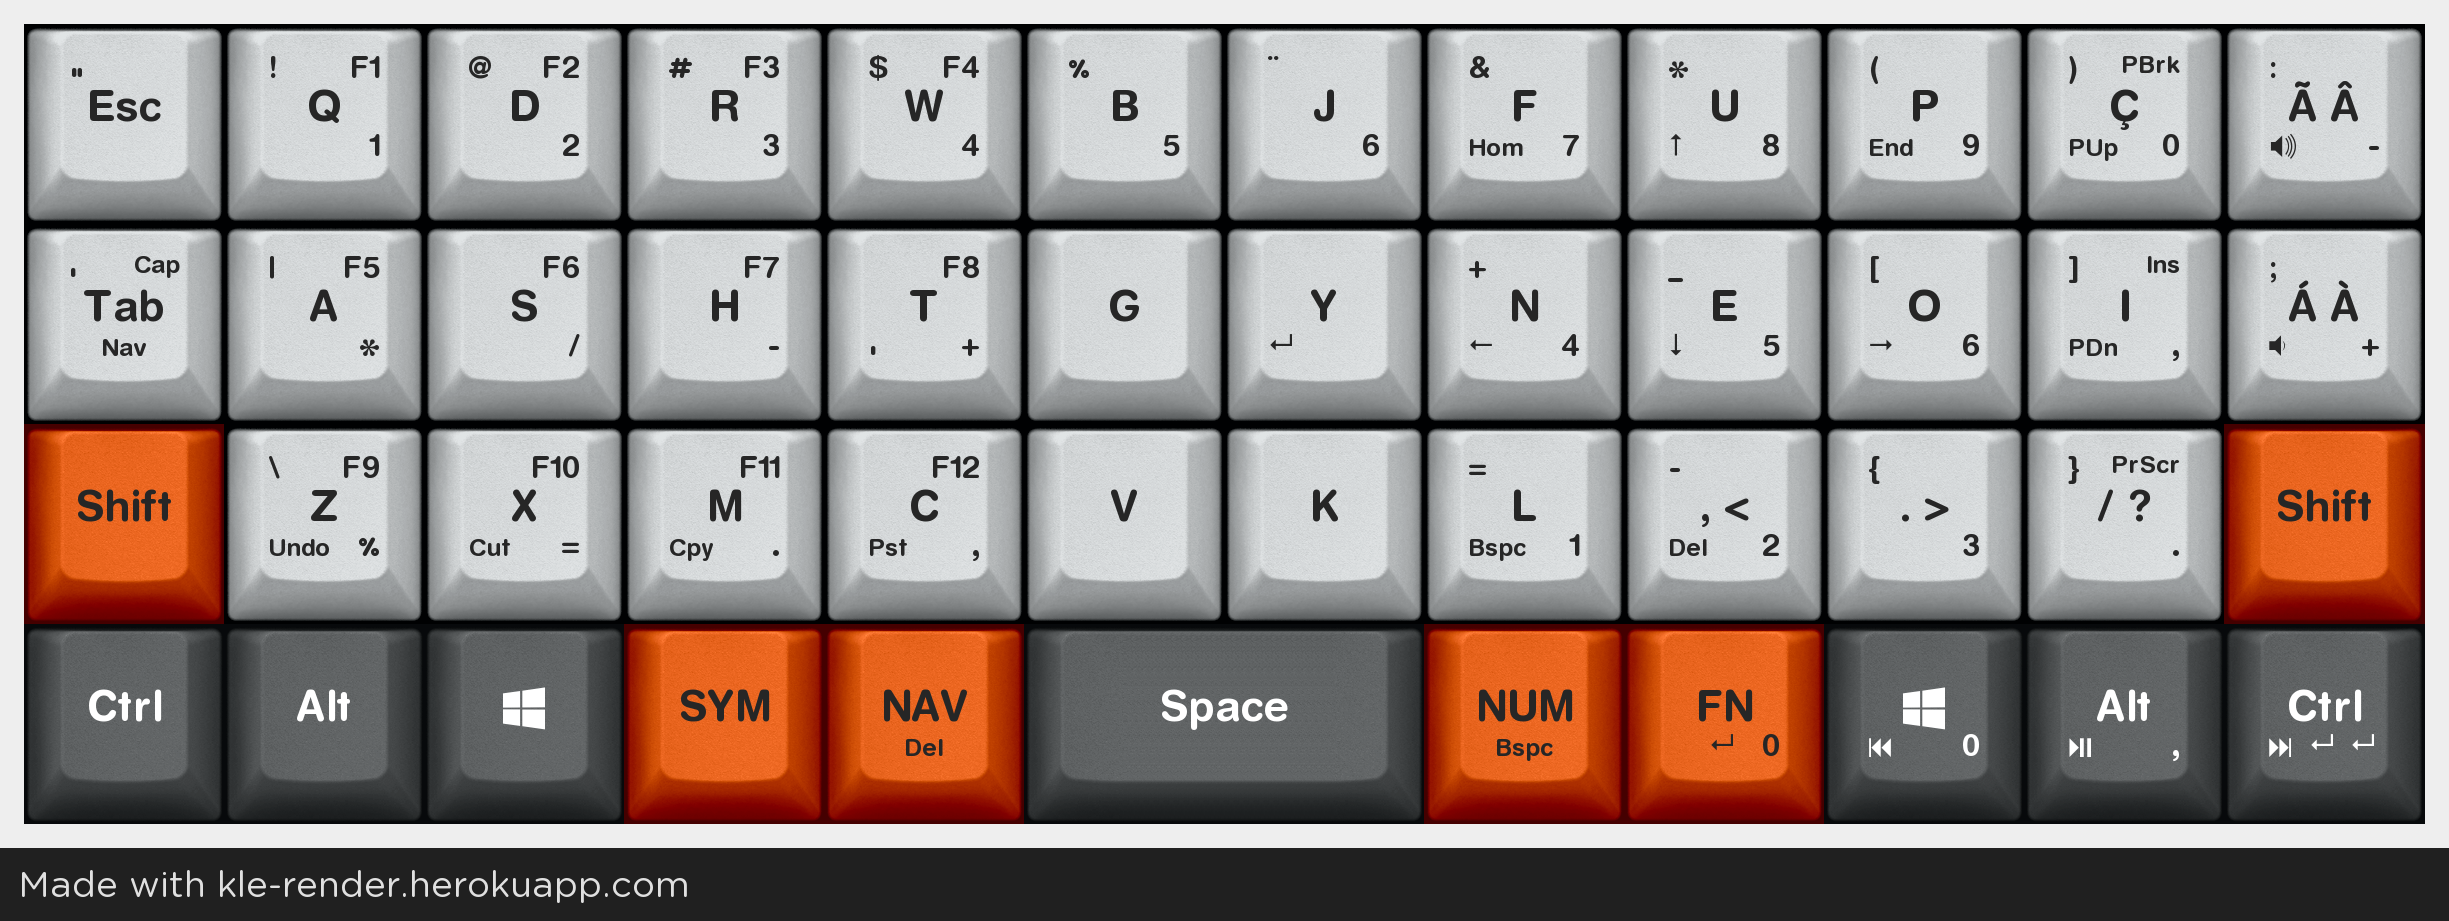 " Esc
! F1 Q 1
@ F2 D 2
# F3 R 3
$ F4 W 4
% B 5
¨ J 6
& F Hom 7
* U ↑ 8
( P End 9
) PBrk Ç PUp 0
: Ã Â -
' Cap Tab Nav
| F5 A *
F6 S /
F7 H -
F8 T ' +
G
Y ↵
+ N ← 4
_ E ↓ 5
[ O → 6
] Ins I PDn ,
; Á À +
Shift
\ F9 Z Undo %
F10 X Cut =
F11 M Cpy .
F12 C Pst ,
V
K
= L Bspc 1
- , < Del 2
{ . > 3
} PrScr / ? .
Shift
Ctrl
Alt
SYM
NAV Del
Space
NUM Bspc
FN ↵ 0
⏮ 0
Alt ⏯ ,
Ctrl ⏭ ↵ ↵
Made with kle-render.herokuapp.com